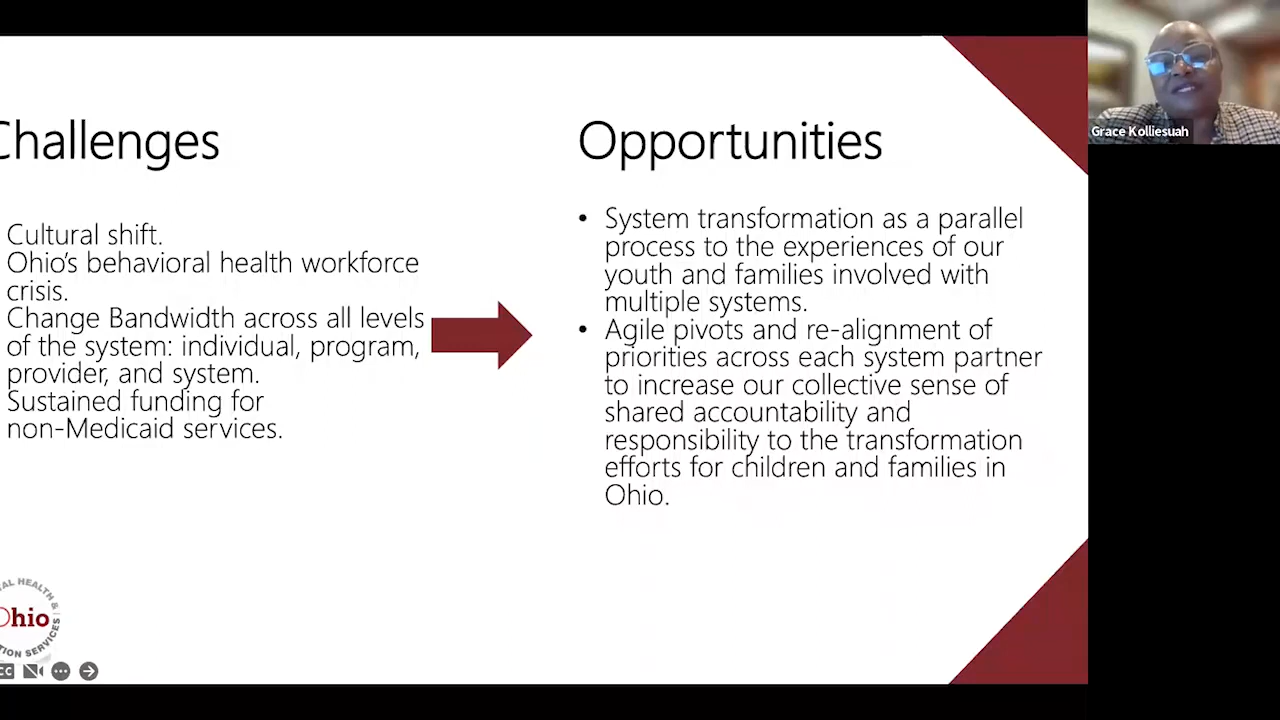 Challenges
Cultural shift.
Ohio's behavioral health workforce
crisis.
Change Bandwidth across all levels
of the system: individual, program,
provider, and system.
Sustained funding for
non-Medicaid services.
Opportunities
• System transformation as a parallel
process to the experiences of our
youth and families involved with
multiple systems.
• Agile pivots and re-alignment of
priorities across each system partner
to increase our collective sense of
shared accountability and
responsibility to the transformation
efforts for children and families in
Ohio.
Grace Kolliesuah
HEALTH &
Ohio
SERVICES
CC